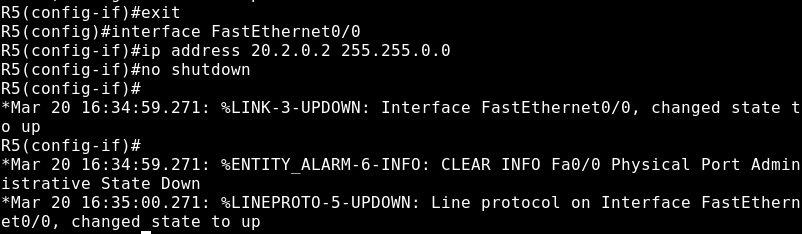 R5(config-if)#exit
R5(config)#interface FastEthernet0/0
R5(config-if)#ip address 20.2.0.2 255.255.0.0
R5(config-if)#no shutdown
R5(config-if)#
*Mar 20 16:34:59.271: %LINK-3-UPDOWN: Interface FastEthernet0/0, changed state t
o up
R5(config-if)#
*Mar 20 16:34:59.271: %ENTITY_ALARM-6-INFO: CLEAR INFO Fa0/0 Physical Port Admin
istrative State Down
*Mar 20 16:35:00.271: %LINEPROTO-5-UPDOWN: Line protocol on Interface FastEthern
et0/0, changed state to up